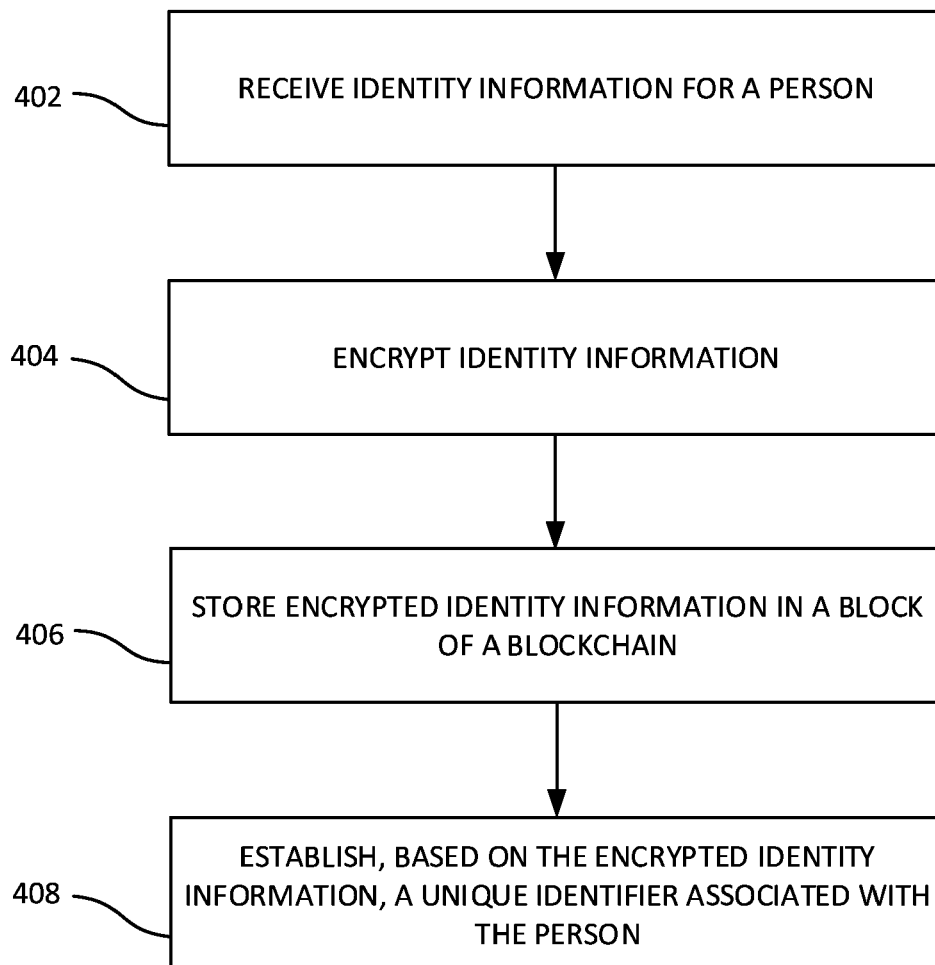 402
RECEIVE IDENTITY INFORMATION FOR A PERSON
404
ENCRYPT IDENTITY INFORMATION
406
STORE ENCRYPTED IDENTITY INFORMATION IN A BLOCK
OF A BLOCKCHAIN
408
ESTABLISH, BASED ON THE ENCRYPTED IDENTITY
INFORMATION, A UNIQUE IDENTIFIER ASSOCIATED WITH
THE PERSON